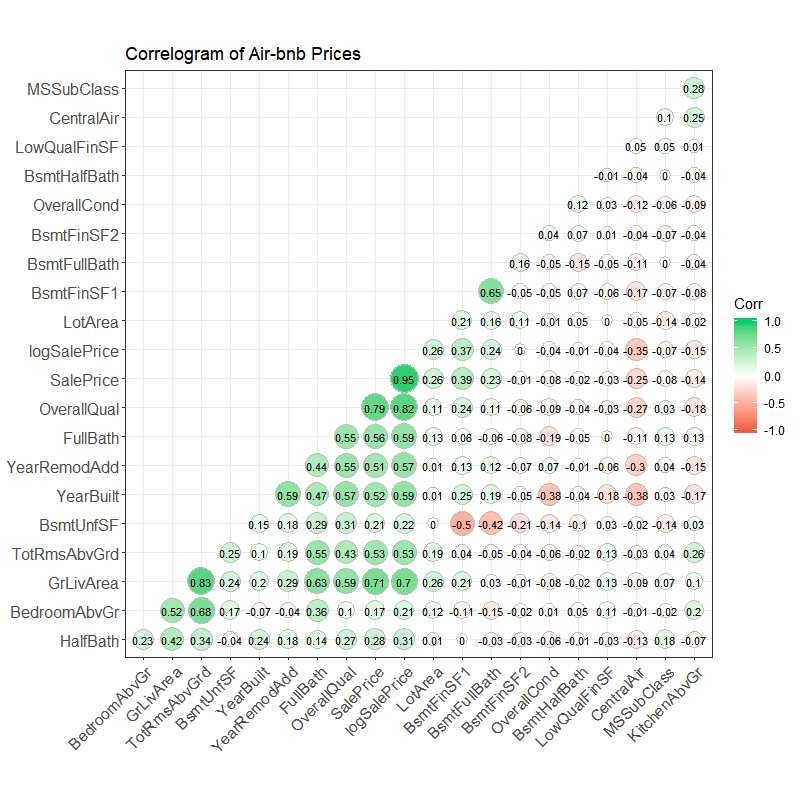 Correlogram of Air-bnb Prices
MSSubClass 0.28
CentralAir 0.1 0.25
LowQualFinSF 0.05 0.05 0.01
BsmtHalfBath -0.01 -0.04 0 -0.04
OverallCond 0.12 0.03 -0.12 -0.06 -0.09
BsmtFinSF2 0.04 0.07 0.01 -0.04 -0.07 -0.04
BsmtFullBath 0.16 -0.05 -0.15 -0.05 -0.11 0 -0.04
BsmtFinSF1 0.65 -0.05 -0.05 0.07 -0.06 -0.17 -0.07 -0.08
Corr
LotArea 0.21 0.16 0.11 -0.01 0.05 0 -0.05 -0.14 -0.02
1.0
logSalePrice 0.26 0.37 0.24 0 -0.04 -0.01 -0.04 -0.35 -0.07 -0.15
0.5
SalePrice 0.95 0.26 0.39 0.23 -0.01 -0.08 -0.02 -0.03 -0.25 -0.08 -0.14
0.0
OverallQual 0.79 0.82 0.11 0.24 0.11 -0.06 -0.09 -0.04 -0.03 -0.27 0.03 -0.18
-0.5
-1.0
FullBath 0.55 0.56 0.59 0.13 0.06 -0.06 -0.08 -0.19 -0.05 0 -0.11 0.13 0.13
YearRemodAdd 0.44 0.55 0.51 0.57 0.01 0.13 0.12 -0.07 0.07 -0.01 -0.06 -0.3 0.04 -0.15
YearBuilt 0.59 0.47 0.57 0.52 0.59 0.01 0.25 0.19 -0.05 -0.38 -0.04 -0.18 -0.38 0.03 -0.17
BsmtUnfSF 0.15 0.18 0.29 0.31 0.21 0.22 0 -0.5 -0.42 -0.21 -0.14 -0.1 0.03 -0.02 -0.14 0.03
TotRmsAbvGrd 0.25 0.1 0.19 0.55 0.43 0.53 0.53 0.19 0.04 -0.05 -0.04 -0.06 -0.02 0.13 -0.03 0.04 0.26
GrLivArea 0.83 0.24 0.2 0.29 0.63 0.59 0.71 0.7 0.26 0.21 0.03 -0.01 -0.08 -0.02 0.13 -0.09 0.07 0.1
BedroomAbvGr 0.52 0.68 0.17 -0.07 -0.04 0.36 0.1 0.17 0.21 0.12 -0.11 -0.15 -0.02 0.01 0.05 0.11 -0.01 -0.02 0.2
HalfBath 0.23 0.42 0.34 -0.04 0.24 0.18 0.14 0.27 0.28 0.31 0.01 0 -0.03 -0.03 -0.06 -0.01 -0.03 -0.13 0.18 -0.07
BedroomAbvGr
GrLivArea
TotRmsAbvGrd
BsmtUnfSF
YearBuilt
YearRemodAdd
FullBath
OverallQual
SalePrice
logSalePrice
LotArea
BsmtFinSF1
BsmtFullBath
BsmtFinSF2
OverallCond
BsmtHalfBath
LowQualFinSF
CentralAir
MSSubClass
KitchenAbvGr